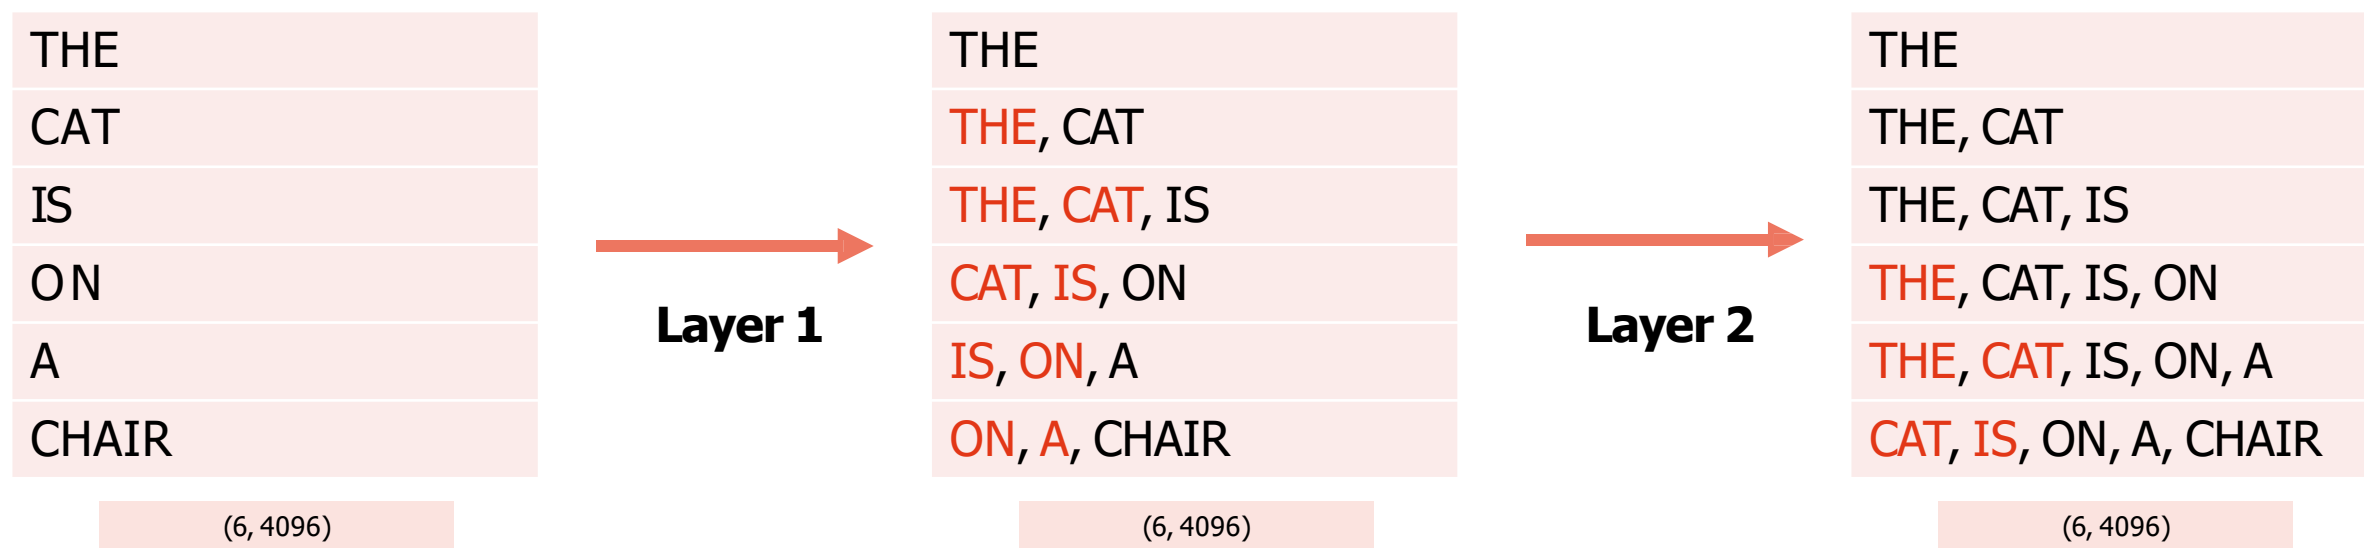 THE
CAT
IS
ON
A
CHAIR
(6, 4096)
Layer 1
THE
THE, CAT
THE, CAT, IS
CAT, IS, ON
IS, ON, A
ON, A, CHAIR
(6, 4096)
Layer 2
THE
THE, CAT
THE, CAT, IS
THE, CAT, IS, ON
THE, CAT, IS, ON, A
CAT, IS, ON, A, CHAIR
(6, 4096)